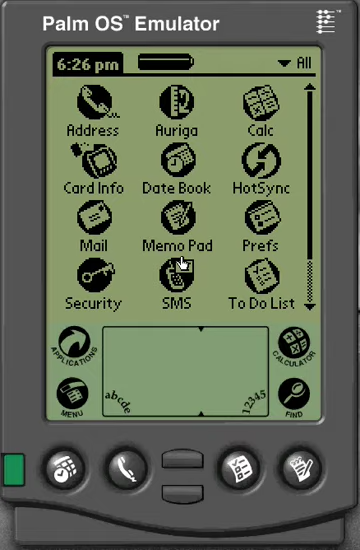 Palm OS™ Emulator
6:26 pm All
Address Auriga Calc
Card Info Date Book HotSync
Mail Memo Pad Prefs
Security SMS To Do List
APPLICATIONS CALCULATOR
MENU abcde 12345 FIND